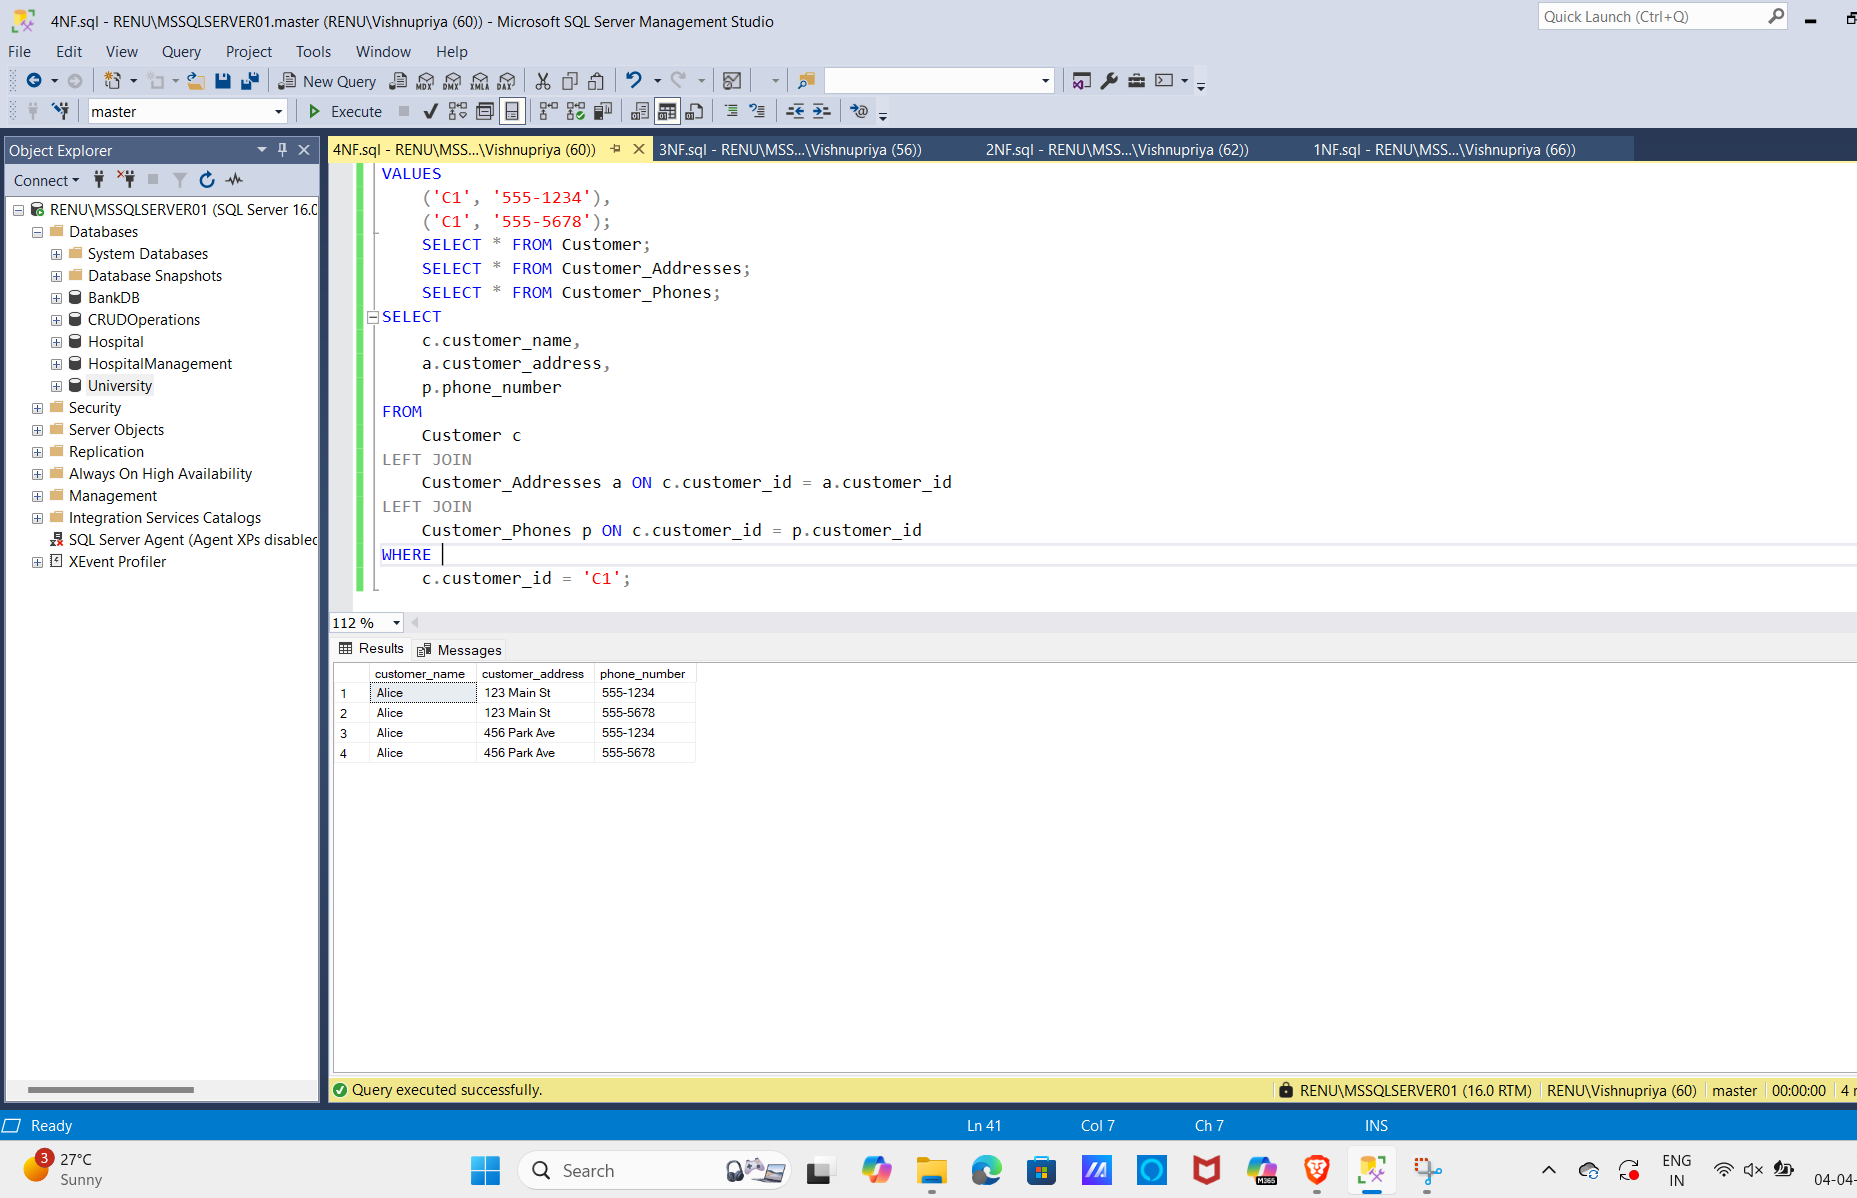 4NF.sql - RENU\MSSQLSERVER01.master (RENU\Vishnupriya (60)) - Microsoft SQL Server Management Studio
Quick Launch (Ctrl+Q)
File Edit View Query Project Tools Window Help
New Query MDX DMX XMLA DAX
master Execute
Object Explorer
4NF.sql - RENU\MSS...\Vishnupriya (60)) 3NF.sql - RENU\MSS...\Vishnupriya (56)) 2NF.sql - RENU\MSS...\Vishnupriya (62)) 1NF.sql - RENU\MSS...\Vishnupriya (66))
Connect
RENU\MSSQLSERVER01 (SQL Server 16.0
Databases
System Databases
Database Snapshots
BankDB
CRUDOperations
Hospital
HospitalManagement
University
Security
Server Objects
Replication
Always On High Availability
Management
Integration Services Catalogs
SQL Server Agent (Agent XPs disabled
XEvent Profiler
VALUES
('C1', '555-1234'),
('C1', '555-5678');
SELECT * FROM Customer;
SELECT * FROM Customer_Addresses;
SELECT * FROM Customer_Phones;
SELECT
c.customer_name,
a.customer_address,
p.phone_number
FROM
Customer c
LEFT JOIN
Customer_Addresses a ON c.customer_id = a.customer_id
LEFT JOIN
Customer_Phones p ON c.customer_id = p.customer_id
WHERE
c.customer_id = 'C1';
112 %
Results Messages
customer_name customer_address phone_number
1 Alice 123 Main St 555-1234
2 Alice 123 Main St 555-5678
3 Alice 456 Park Ave 555-1234
4 Alice 456 Park Ave 555-5678
Query executed successfully. RENU\MSSQLSERVER01 (16.0 RTM) RENU\Vishnupriya (60) master 00:00:00 4 r
Ready Ln 41 Col 7 Ch 7 INS
3 27°C
Sunny
Search
M365
ENG
IN
04-04-